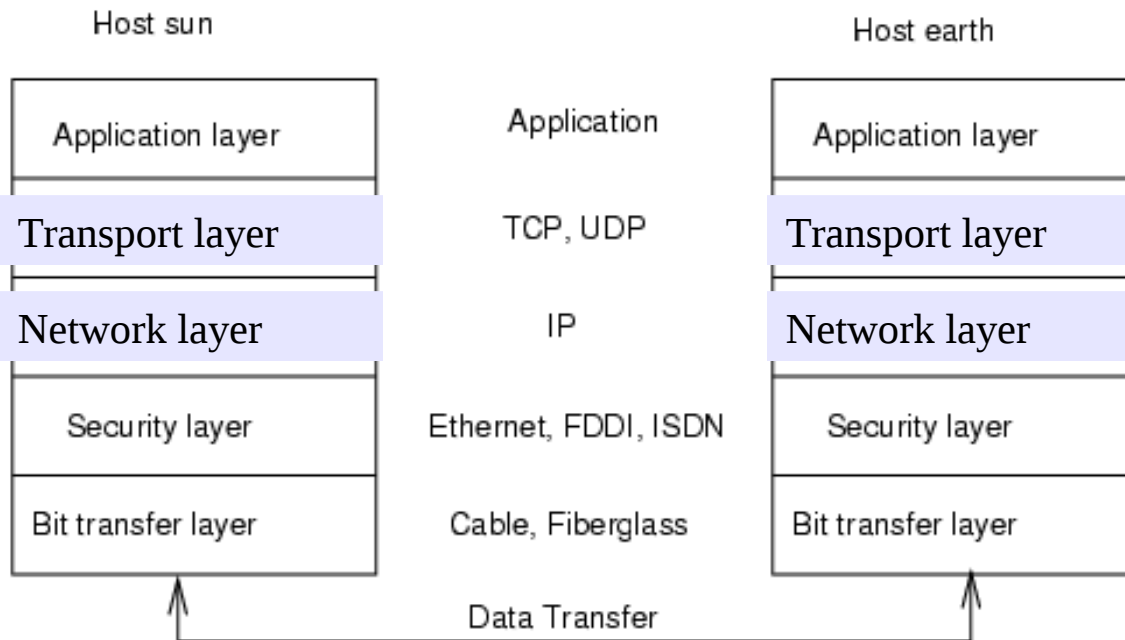 Host sun
Host earth
Application layer
Application
Application layer
Transport layer
TCP, UDP
Transport layer
Network layer
IP
Network layer
Security layer
Ethernet, FDDI, ISDN
Security layer
Bit transfer layer
Cable, Fiberglass
Bit transfer layer
Data Transfer